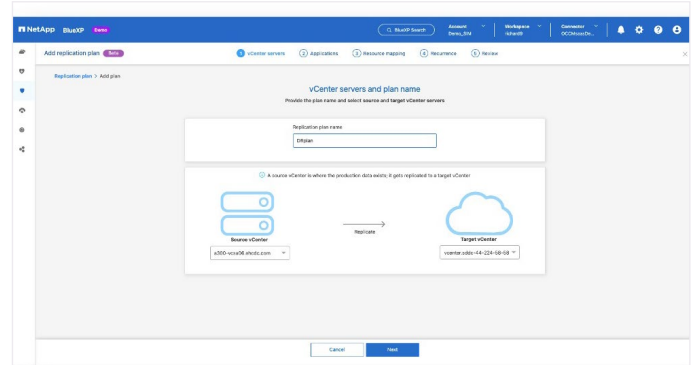 NetApp BlueXP Demo
BlueXP Search
Account
Demo_SIM
Workspace
Connector
Add replication plan Beta
1 vCenter servers 2 Applications 3 Resource mapping 4 Recurrence 5 Review
Replication plan > Add plan
vCenter servers and plan name
Provide the plan name and select source and target vCenter servers
Replication plan name
DRplan
A source vCenter is where the production data exists; it gets replicated to a target vCenter
Replicate
Source vCenter
Target vCenter
Cancel Next